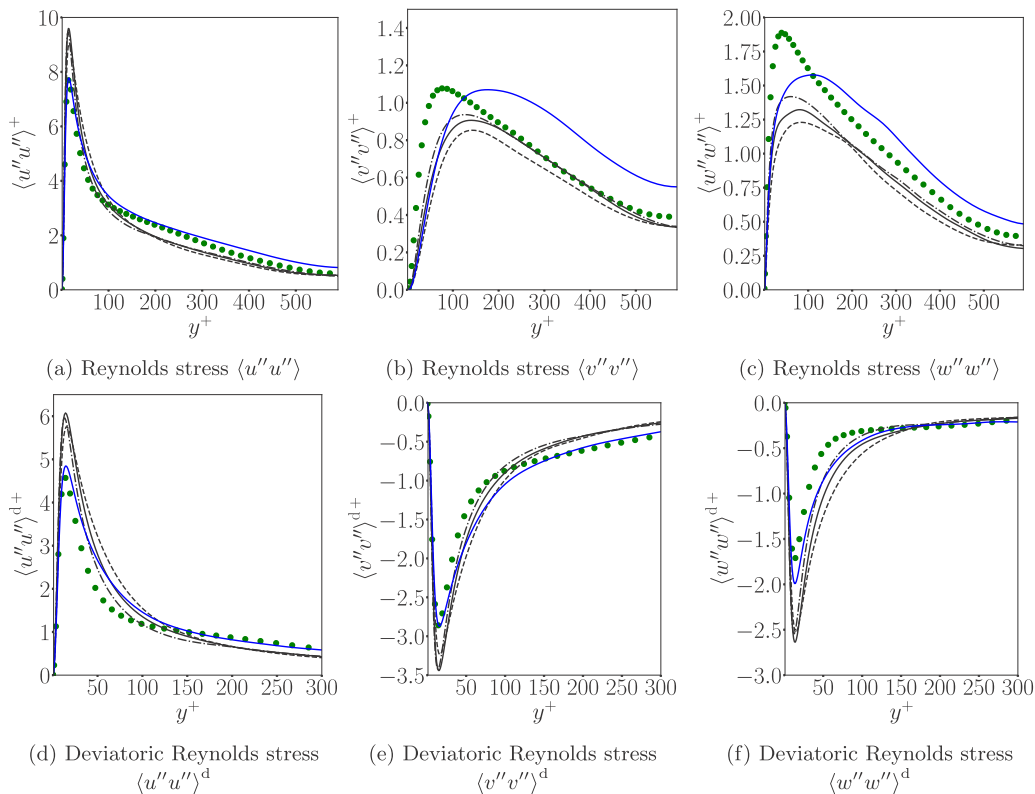 10
8
6
4
2
0
⟨u′′u′′⟩⁺
100 200 300 400 500
y⁺
(a) Reynolds stress ⟨u′′u′′⟩
1.4
1.2
1.0
0.8
0.6
0.4
0.2
0.0
⟨v′′v′′⟩⁺
100 200 300 400 500
y⁺
(b) Reynolds stress ⟨v′′v′′⟩
2.00
1.75
1.50
1.25
1.00
0.75
0.50
0.25
0.00
⟨w′′w′′⟩⁺
100 200 300 400 500
y⁺
(c) Reynolds stress ⟨w′′w′′⟩
6
5
4
3
2
1
0
⟨u′′u′′⟩ᵈ⁺
50 100 150 200 250 300
y⁺
(d) Deviatoric Reynolds stress
⟨u′′u′′⟩ᵈ
0.0
−0.5
−1.0
−1.5
−2.0
−2.5
−3.0
−3.5
⟨v′′v′′⟩ᵈ⁺
50 100 150 200 250 300
y⁺
(e) Deviatoric Reynolds stress
⟨v′′v′′⟩ᵈ
0.0
−0.5
−1.0
−1.5
−2.0
−2.5
−3.0
⟨w′′w′′⟩ᵈ⁺
50 100 150 200 250 300
y⁺
(f) Deviatoric Reynolds stress
⟨w′′w′′⟩ᵈ